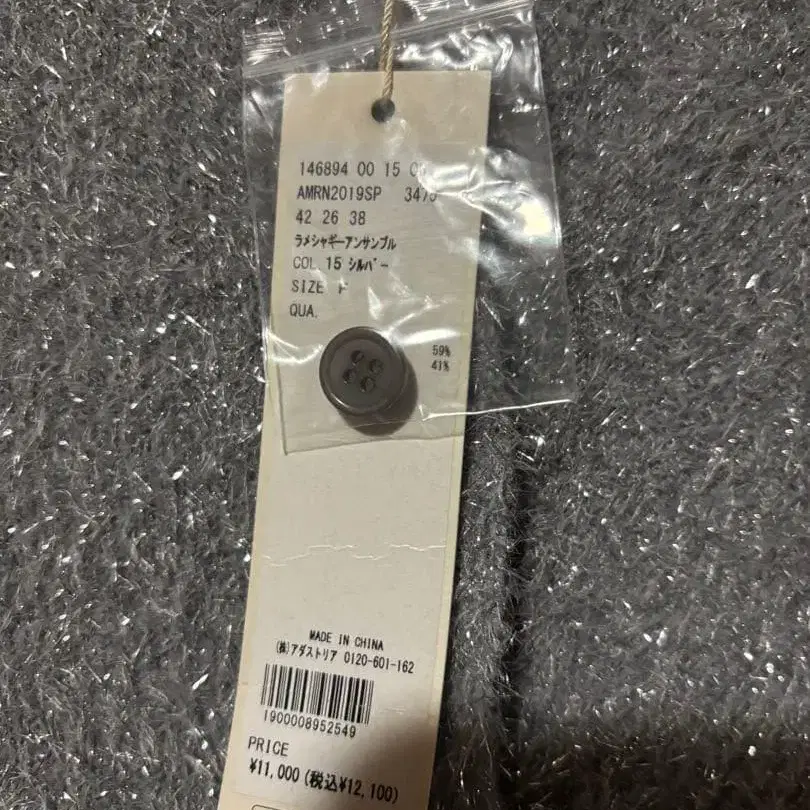 146894 00 15 0
AMRN2019SP 347
42 26 38
ラメシャギーアンサンブル
COL 15 シルバー
SIZE F
QUA.
59%
41%
MADE IN CHINA
(株)アダストリア 0120-601-162
1900008952549
PRICE
¥11,000 (税込¥12,100)